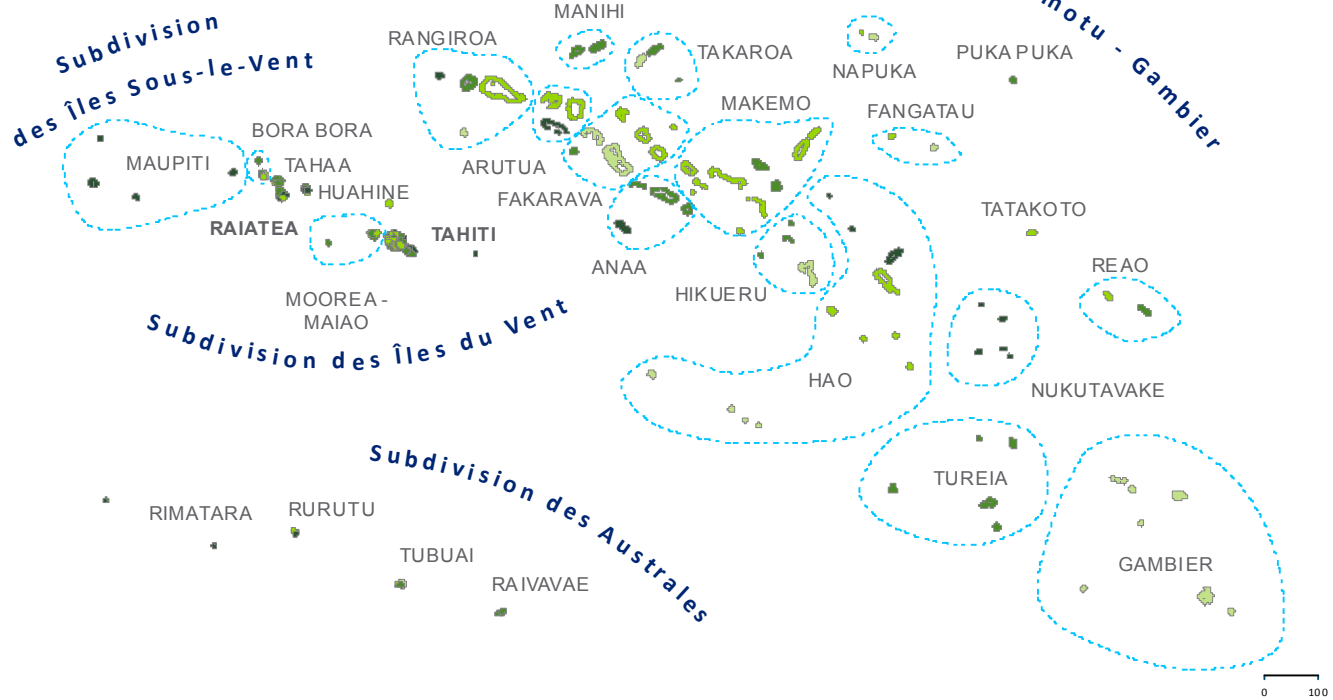 MANIHI
Subdivision
des Îles Sous-le-Vent
RANGIROA
TAKAROA
NAPUKA
PUKA PUKA
motu - Gambier
MAKEMO
FANGATAU
BORA BORA
MAUPITI
TAHAA
HUAHINE
ARUTUA
FAKARAVA
RAIATEA
TAHITI
TATAKOTO
ANAA
REAO
HIKUERU
MOOREA -
MAIAO
Subdivision des Îles du Vent
HAO
NUKUTAVAKE
Subdivision des Australes
TUREIA
RIMATARA
RURUTU
TUBUAI
RAIVAVAE
GAMBIER
0 100